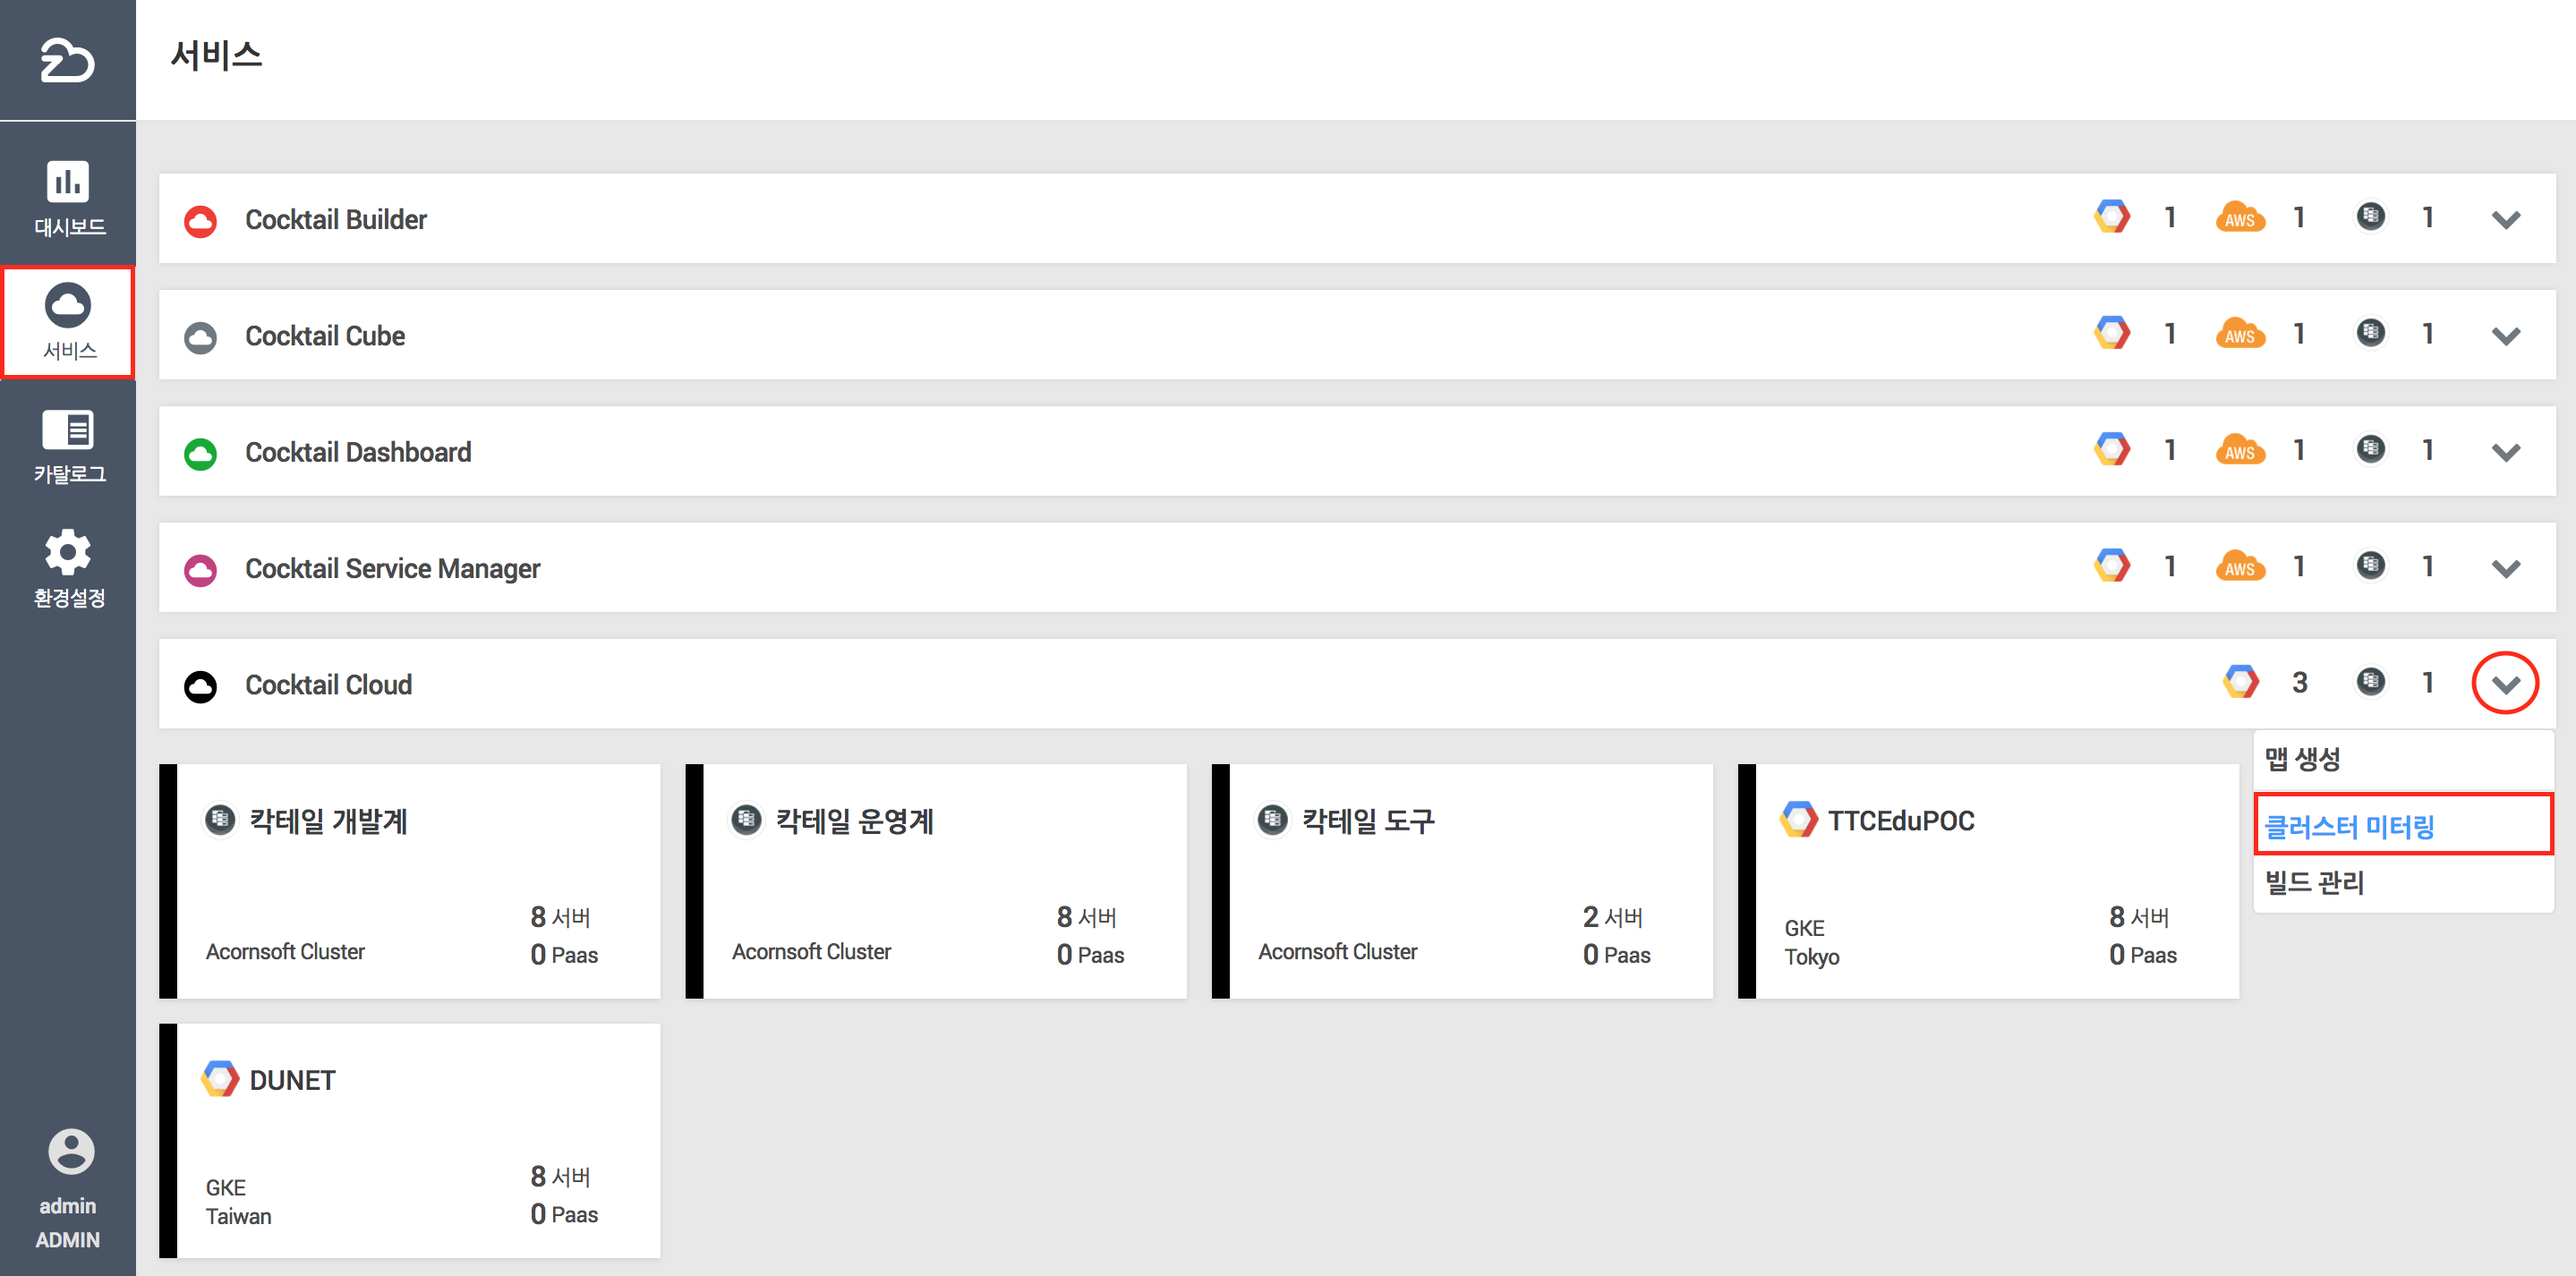 서비스
대시보드
서비스
카탈로그
환경설정
admin
ADMIN
Cocktail Builder 1 AWS 1 1
Cocktail Cube 1 AWS 1 1
Cocktail Dashboard 1 AWS 1 1
Cocktail Service Manager 1 AWS 1 1
Cocktail Cloud 3 1
맵 생성
클러스터 미터링
빌드 관리
칵테일 개발계
Acornsoft Cluster
8 서버
0 Paas
칵테일 운영계
Acornsoft Cluster
8 서버
0 Paas
칵테일 도구
Acornsoft Cluster
2 서버
0 Paas
TTCEduPOC
GKE
Tokyo
8 서버
0 Paas
DUNET
GKE
Taiwan
8 서버
0 Paas